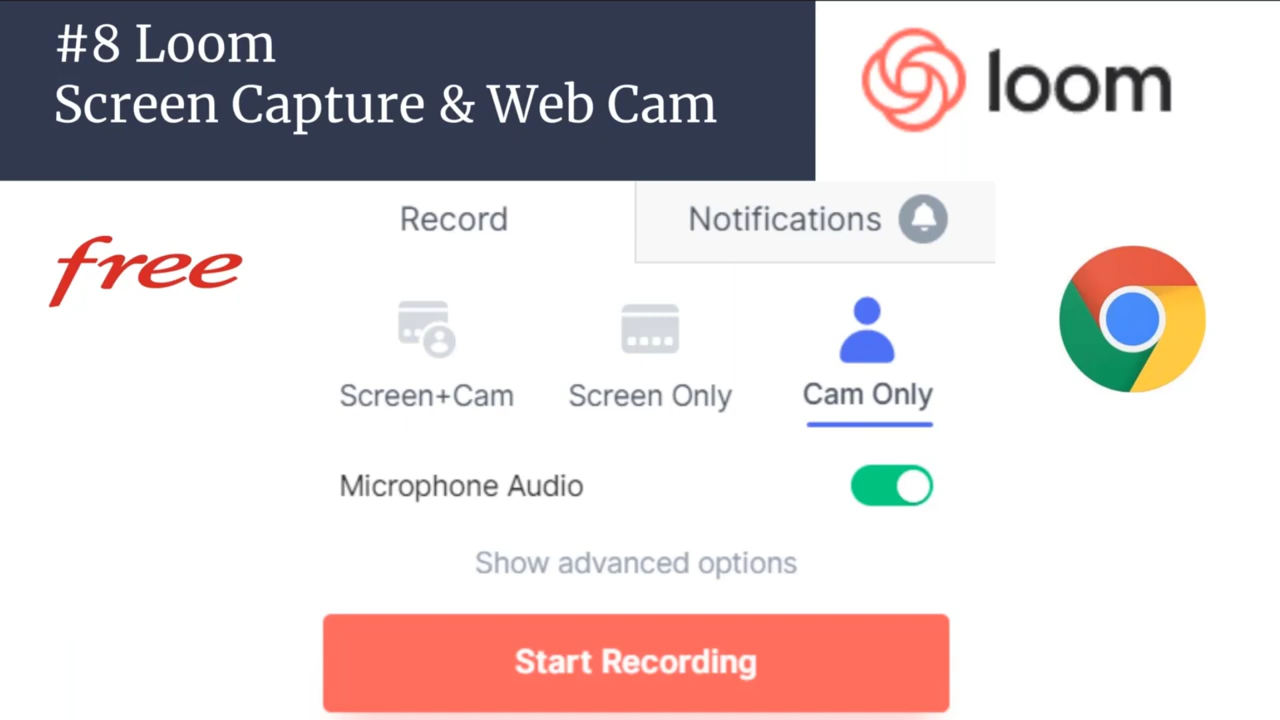 #8 Loom
Screen Capture & Web Cam
loom
Record
Notifications
free
Screen+Cam
Screen Only
Cam Only
Microphone Audio
Show advanced options
Start Recording